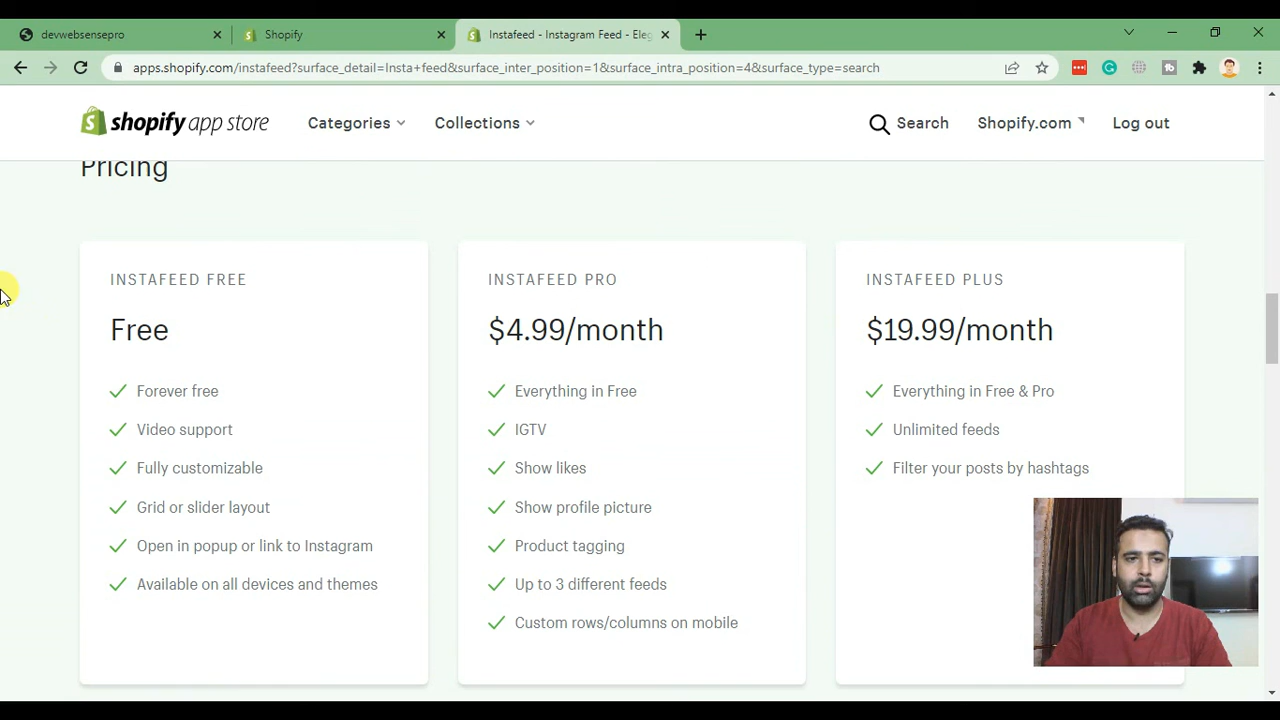 devwebsensepro
Shopify
Instafeed - Instagram Feed - Eleg
apps.shopify.com/instafeed?surface_detail=Insta+feed&surface_inter_position=1&surface_intra_position=4&surface_type=search
shopify app store
Categories
Collections
Search
Shopify.com
Log out
Pricing
INSTAFEED FREE
Free
Forever free
Video support
Fully customizable
Grid or slider layout
Open in popup or link to Instagram
Available on all devices and themes
INSTAFEED PRO
$4.99/month
Everything in Free
IGTV
Show likes
Show profile picture
Product tagging
Up to 3 different feeds
Custom rows/columns on mobile
INSTAFEED PLUS
$19.99/month
Everything in Free & Pro
Unlimited feeds
Filter your posts by hashtags